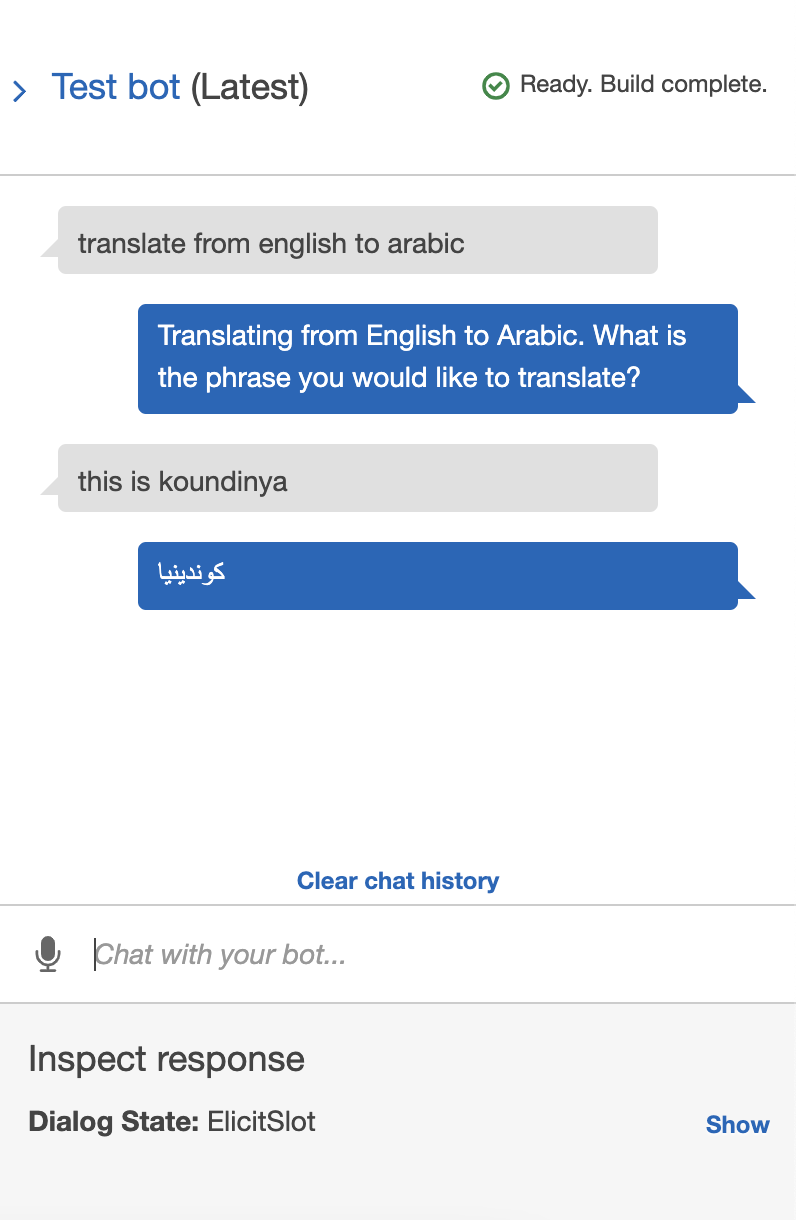 Test bot (Latest)
Ready. Build complete.
translate from english to arabic
Translating from English to Arabic. What is
the phrase you would like to translate?
this is koundinya
كوندينيا
Clear chat history
Chat with your bot...
Inspect response
Dialog State: ElicitSlot
Show